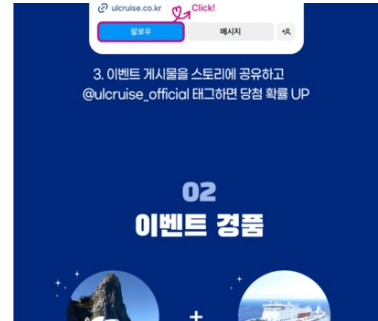 ulcruise.co.kr
Click!
팔로우
메시지
3. 이벤트 게시물을 스토리에 공유하고
@ulcruise_official 태그하면 당첨 확률 UP
02
이벤트 경품
+